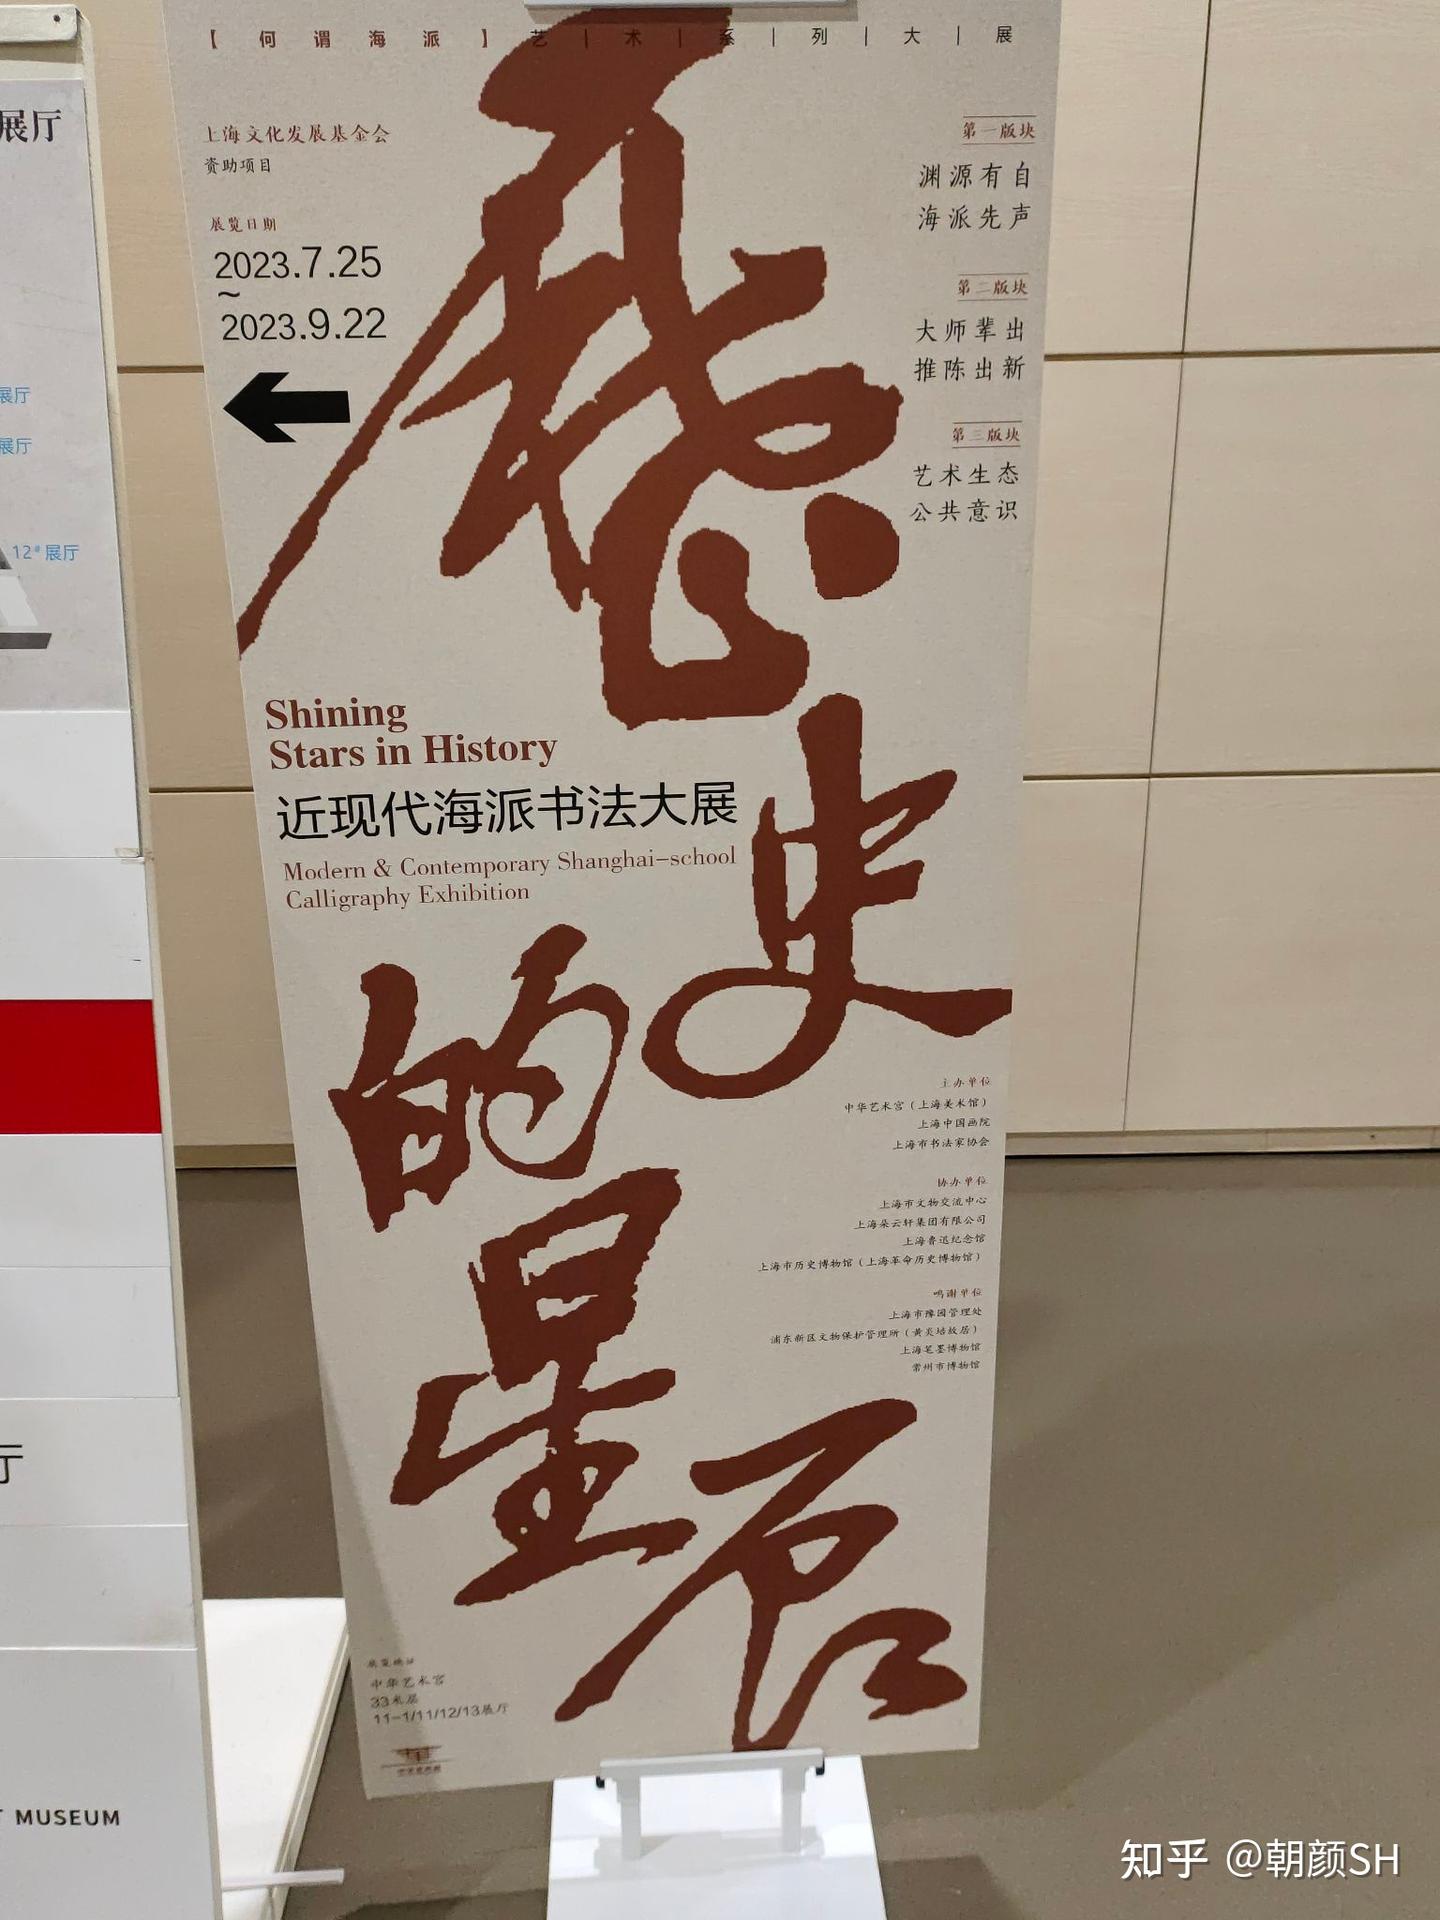 【何谓海派】艺|术|系|列|大|展
上海文化发展基金会
资助项目
展览日期
2023.7.25
~
2023.9.22
第一版块
渊源有自
海派先声
第二版块
大师辈出
推陈出新
第三版块
艺术生态
公共意识
历史的星辰
Shining
Stars in History
近现代海派书法大展
Modern & Contemporary Shanghai-school
Calligraphy Exhibition
主办单位
中华艺术宫（上海美术馆）
上海中国画院
上海市书法家协会
协办单位
上海市文物交流中心
上海朵云轩集团有限公司
上海鲁迅纪念馆
上海市历史博物馆（上海革命历史博物馆）
鸣谢单位
上海市豫园管理处
浦东新区文物保护管理所（黄炎培故居）
上海笔墨博物馆
常州市博物馆
展览地址
中华艺术宫
33米层
11-1/11/12/13展厅
展厅
展厅
展厅
12#展厅
厅
MUSEUM
知乎 @朝颜SH